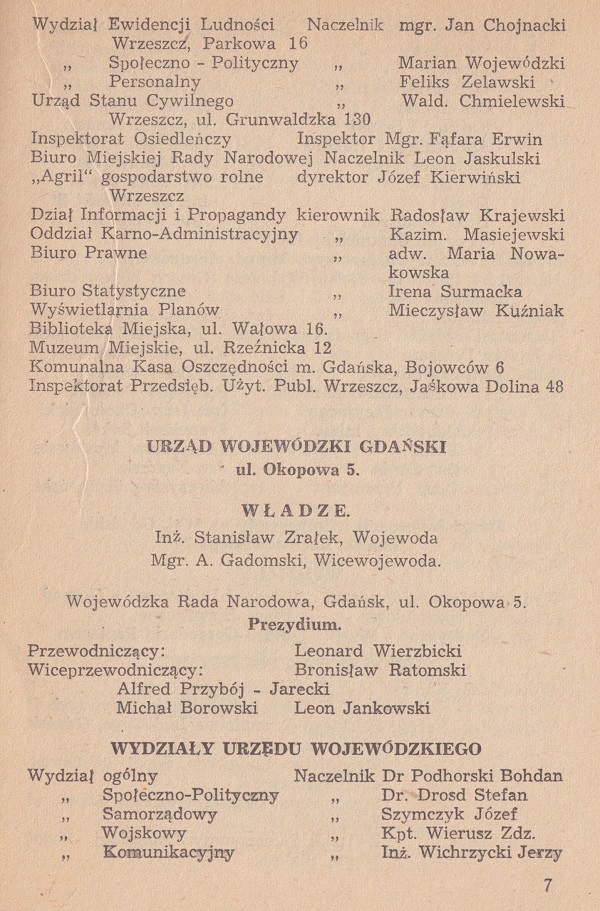 Wydział Ewidencji Ludności Naczelnik mgr. Jan Chojnacki
Wrzeszcz, Parkowa 16
„ Społeczno - Polityczny „ Marian Wojewódzki
„ Personalny „ Feliks Zelawski
Urząd Stanu Cywilnego „ Wald. Chmielewski
Wrzeszcz, ul. Grunwaldzka 130
Inspektorat Osiedleńczy Inspektor Mgr. Fąfara Erwin
Biuro Miejskiej Rady Narodowej Naczelnik Leon Jaskulski
„Agril“ gospodarstwo rolne dyrektor Józef Kierwiński
Wrzeszcz
Dział Informacji i Propagandy kierownik Radosław Krajewski
Oddział Karno-Administracyjny „ Kazim. Masiejewski
Biuro Prawne „ adw. Maria Nowa-
kowska
Biuro Statystyczne „ Irena Surmacka
Wyświetlarnia Planów „ Mieczysław Kuźniak
Biblioteka Miejska, ul. Wałowa 16.
Muzeum Miejskie, ul. Rzeźnicka 12
Komunalna Kasa Oszczędności m. Gdańska, Bojowców 6
Inspektorat Przedsięb. Użyt. Publ. Wrzeszcz, Jaśkowa Dolina 48
URZĄD WOJEWÓDZKI GDAŃSKI
ul. Okopowa 5.
WŁADZE.
Inż. Stanisław Zrałek, Wojewoda
Mgr. A. Gadomski, Wicewojewoda.
Wojewódzka Rada Narodowa, Gdańsk, ul. Okopowa 5.
Prezydium.
Przewodniczący: Leonard Wierzbicki
Wiceprzewodniczący: Bronisław Ratomski
Alfred Przybój - Jarecki
Michał Borowski Leon Jankowski
WYDZIAŁY URZĘDU WOJEWÓDZKIEGO
Wydział ogólny Naczelnik Dr Podhorski Bohdan
„ Społeczno-Polityczny „ Dr. Drosd Stefan
„ Samorządowy „ Szymczyk Józef
„ Wojskowy „ Kpt. Wierusz Zdz.
„ Komunikacyjny „ Inż. Wichrzycki Jerzy
7